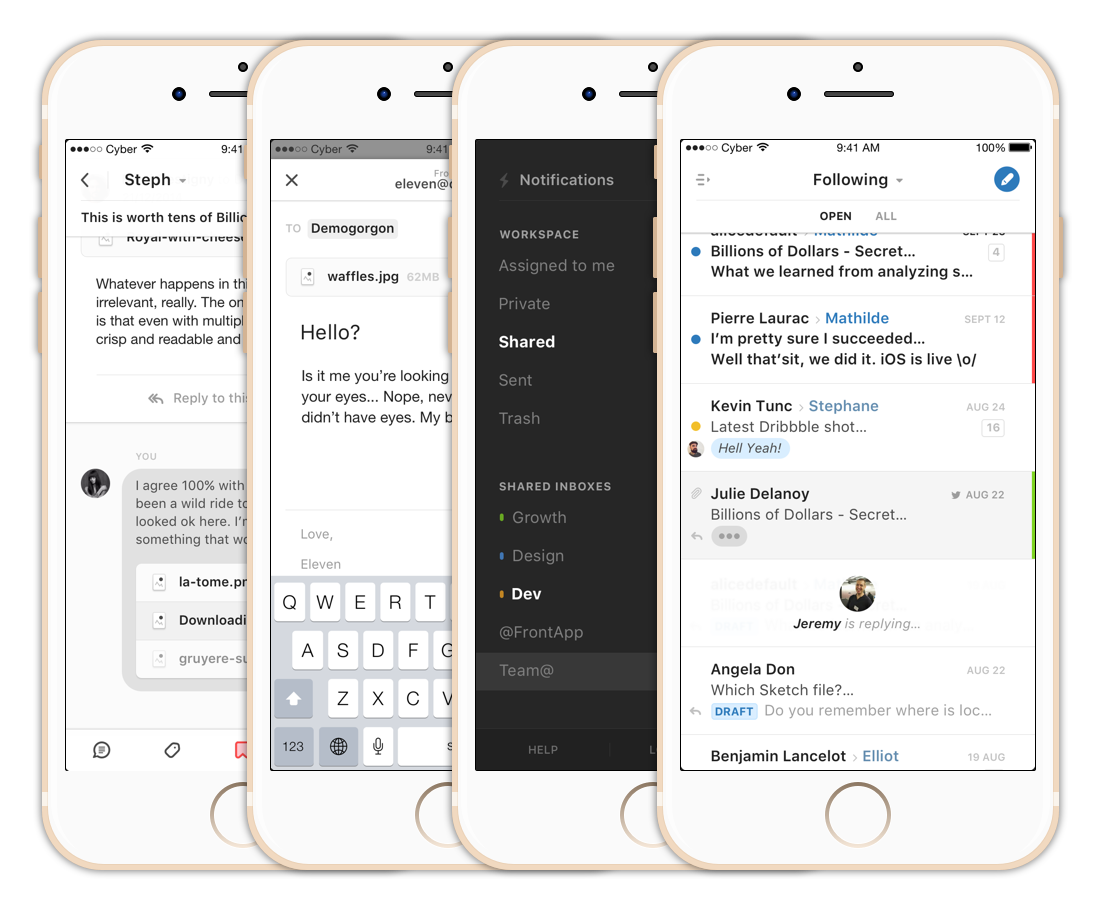 Cyber 9:41
Steph
This is worth tens of Billic
Royal-with-cheese
Whatever happens in thi
irrelevant, really. The on
is that even with multipl
crisp and readable and
Reply to this
YOU
I agree 100% with
been a wild ride to
looked ok here. I'm
something that wo
la-tome.pn
Downloadi
gruyere-su
Cyber 9:41
Fro
eleven@
TO Demogorgon
waffles.jpg 62MB
Hello?
Is it me you're looking
your eyes... Nope, nev
didn't have eyes. My b
Love,
Eleven
Q W E R T
A S D F G
Z X C V
123 s
Notifications
WORKSPACE
Assigned to me
Private
Shared
Sent
Trash
SHARED INBOXES
Growth
Design
Dev
@FrontApp
Team@
HELP L
Cyber 9:41 AM 100%
Following
OPEN ALL
alicedefault › Mathilde SEPT 26
Billions of Dollars - Secret...
4
What we learned from analyzing s...
Pierre Laurac › Mathilde SEPT 12
I'm pretty sure I succeeded...
Well that'sit, we did it. iOS is live \o/
Kevin Tunc › Stephane AUG 24
Latest Dribbble shot... 16
Hell Yeah!
Julie Delanoy AUG 22
Billions of Dollars - Secret...
alicedefault
Billions of Dollars
DRAFT
Jeremy is replying...
Angela Don AUG 22
Which Sketch file?...
DRAFT Do you remember where is loc...
Benjamin Lancelot › Elliot 19 AUG